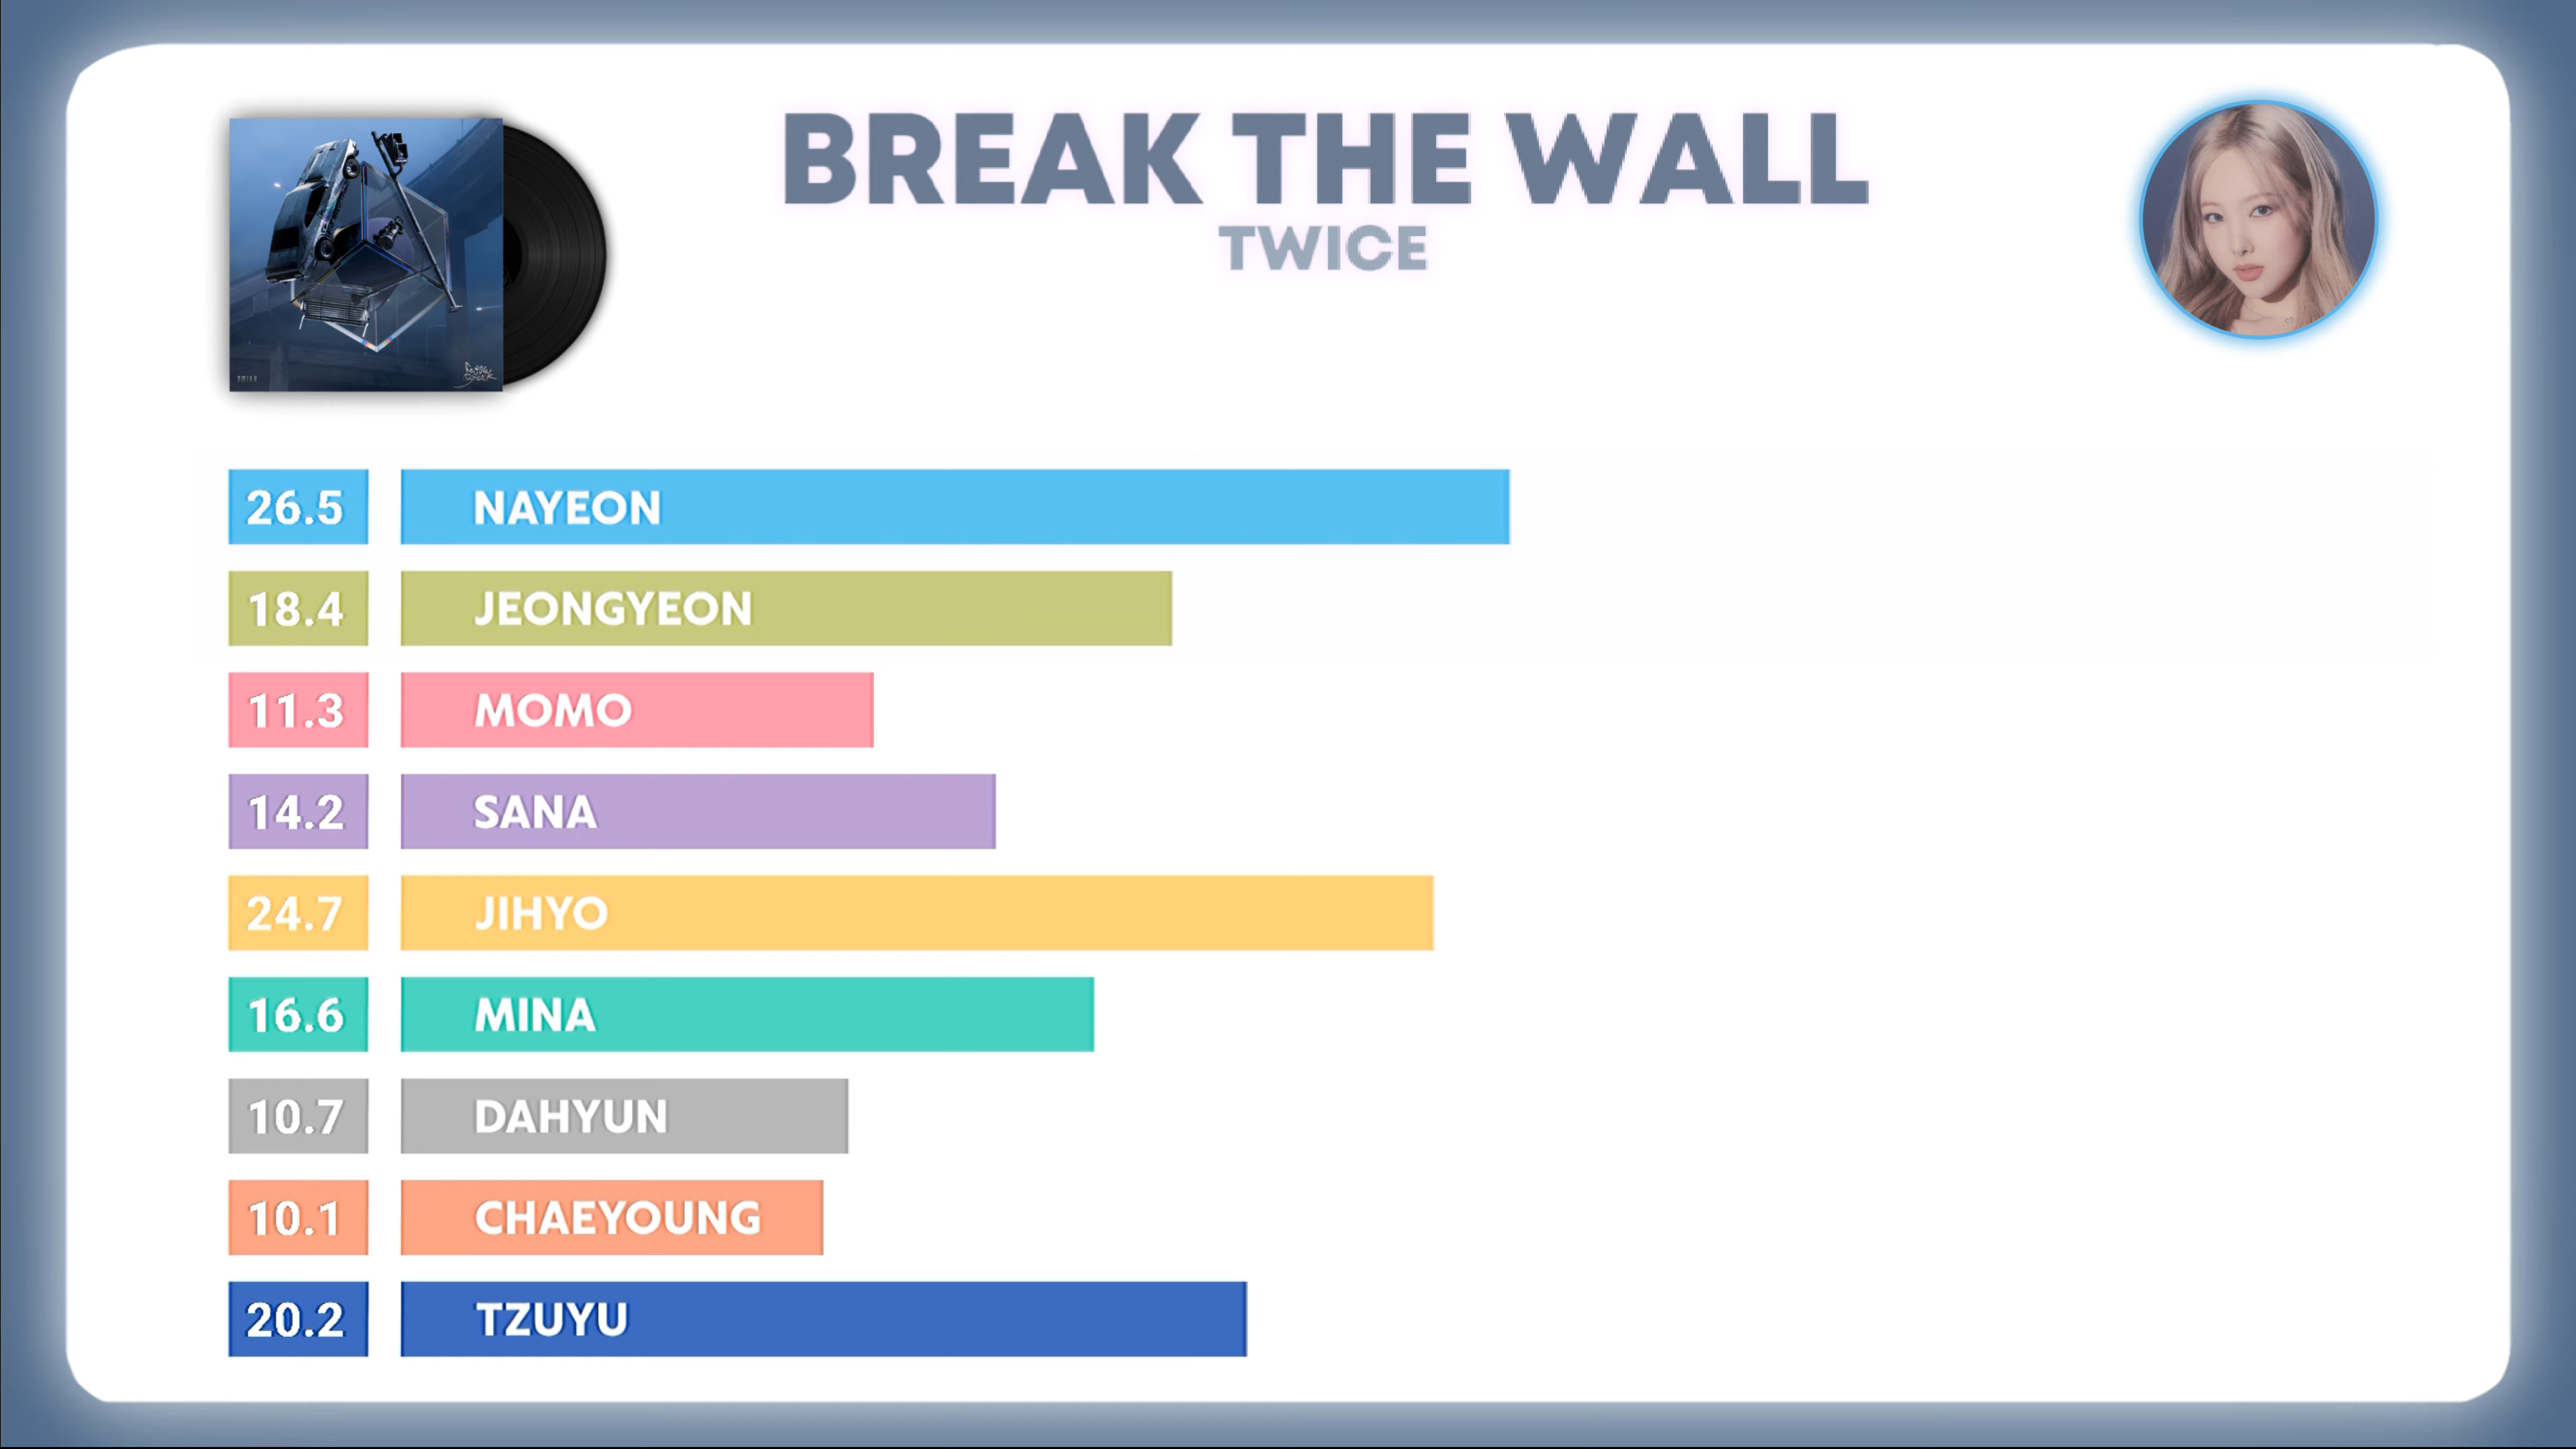 BREAK THE WALL
TWICE
26.5 NAYEON
18.4 JEONGYEON
11.3 MOMO
14.2 SANA
24.7 JIHYO
16.6 MINA
10.7 DAHYUN
10.1 CHAEYOUNG
20.2 TZUYU